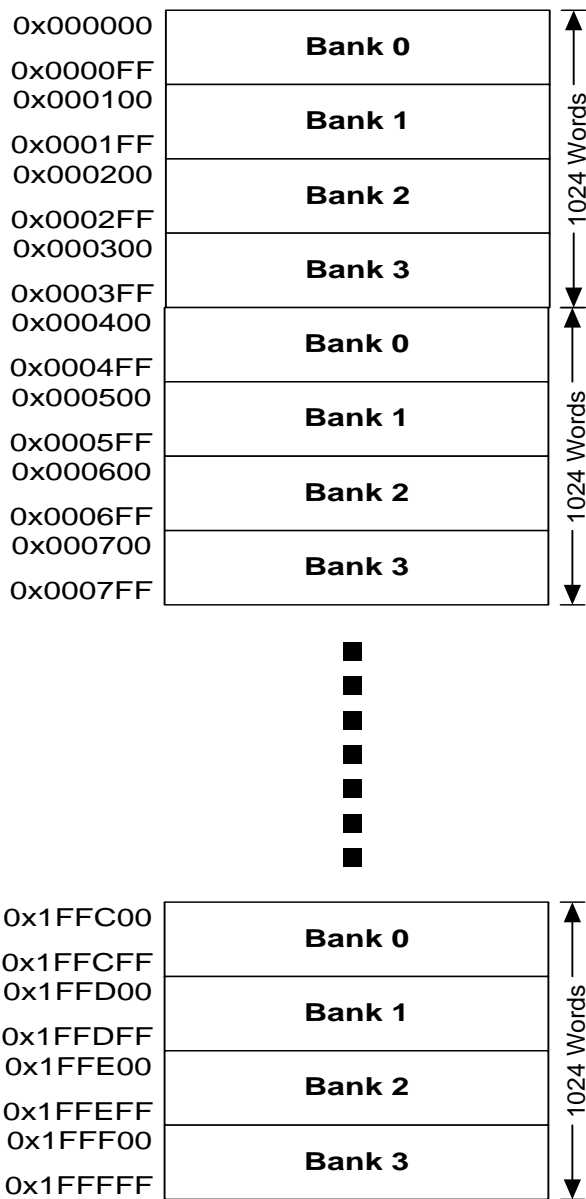 0x000000
Bank 0
0x0000FF
0x000100
Bank 1
0x0001FF
0x000200
Bank 2
0x0002FF
0x000300
Bank 3
0x0003FF
1024 Words
0x000400
Bank 0
0x0004FF
0x000500
Bank 1
0x0005FF
0x000600
Bank 2
0x0006FF
0x000700
Bank 3
0x0007FF
1024 Words
0x1FFC00
Bank 0
0x1FFCFF
0x1FFD00
Bank 1
0x1FFDFF
0x1FFE00
Bank 2
0x1FFEFF
0x1FFF00
Bank 3
0x1FFFFF
1024 Words